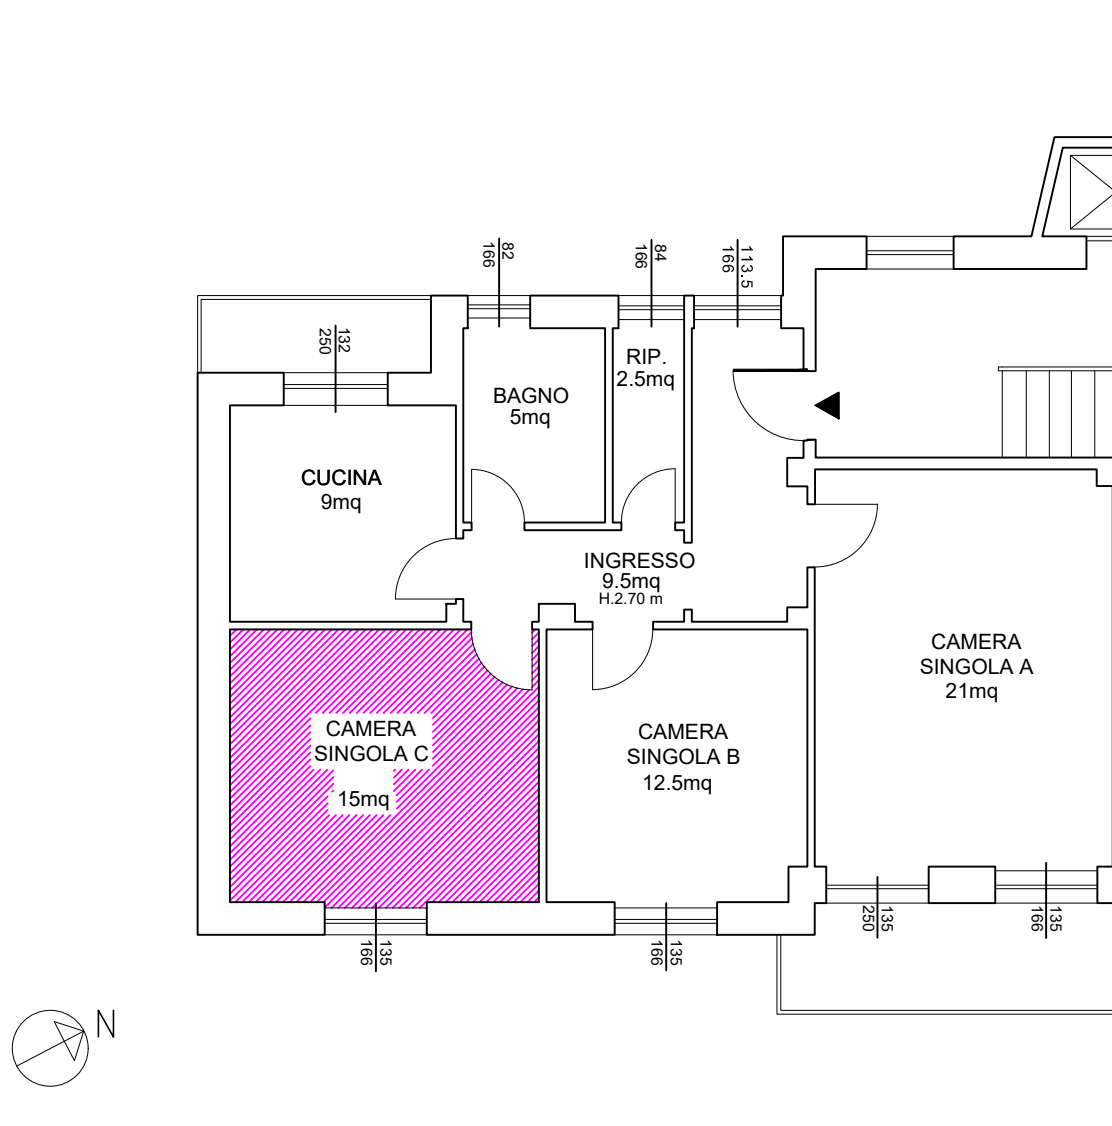 82
166
84
166
113.5
166
132
250
RIP.
2.5mq
BAGNO
5mq
CUCINA
9mq
INGRESSO
9.5mq
H.2.70 m
CAMERA
SINGOLA A
21mq
CAMERA
SINGOLA C
15mq
CAMERA
SINGOLA B
12.5mq
135
166
135
166
135
250
135
166
N